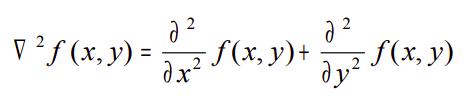 ∇²f(x,y) = ∂²/∂x² f(x,y) + ∂²/∂y² f(x,y)